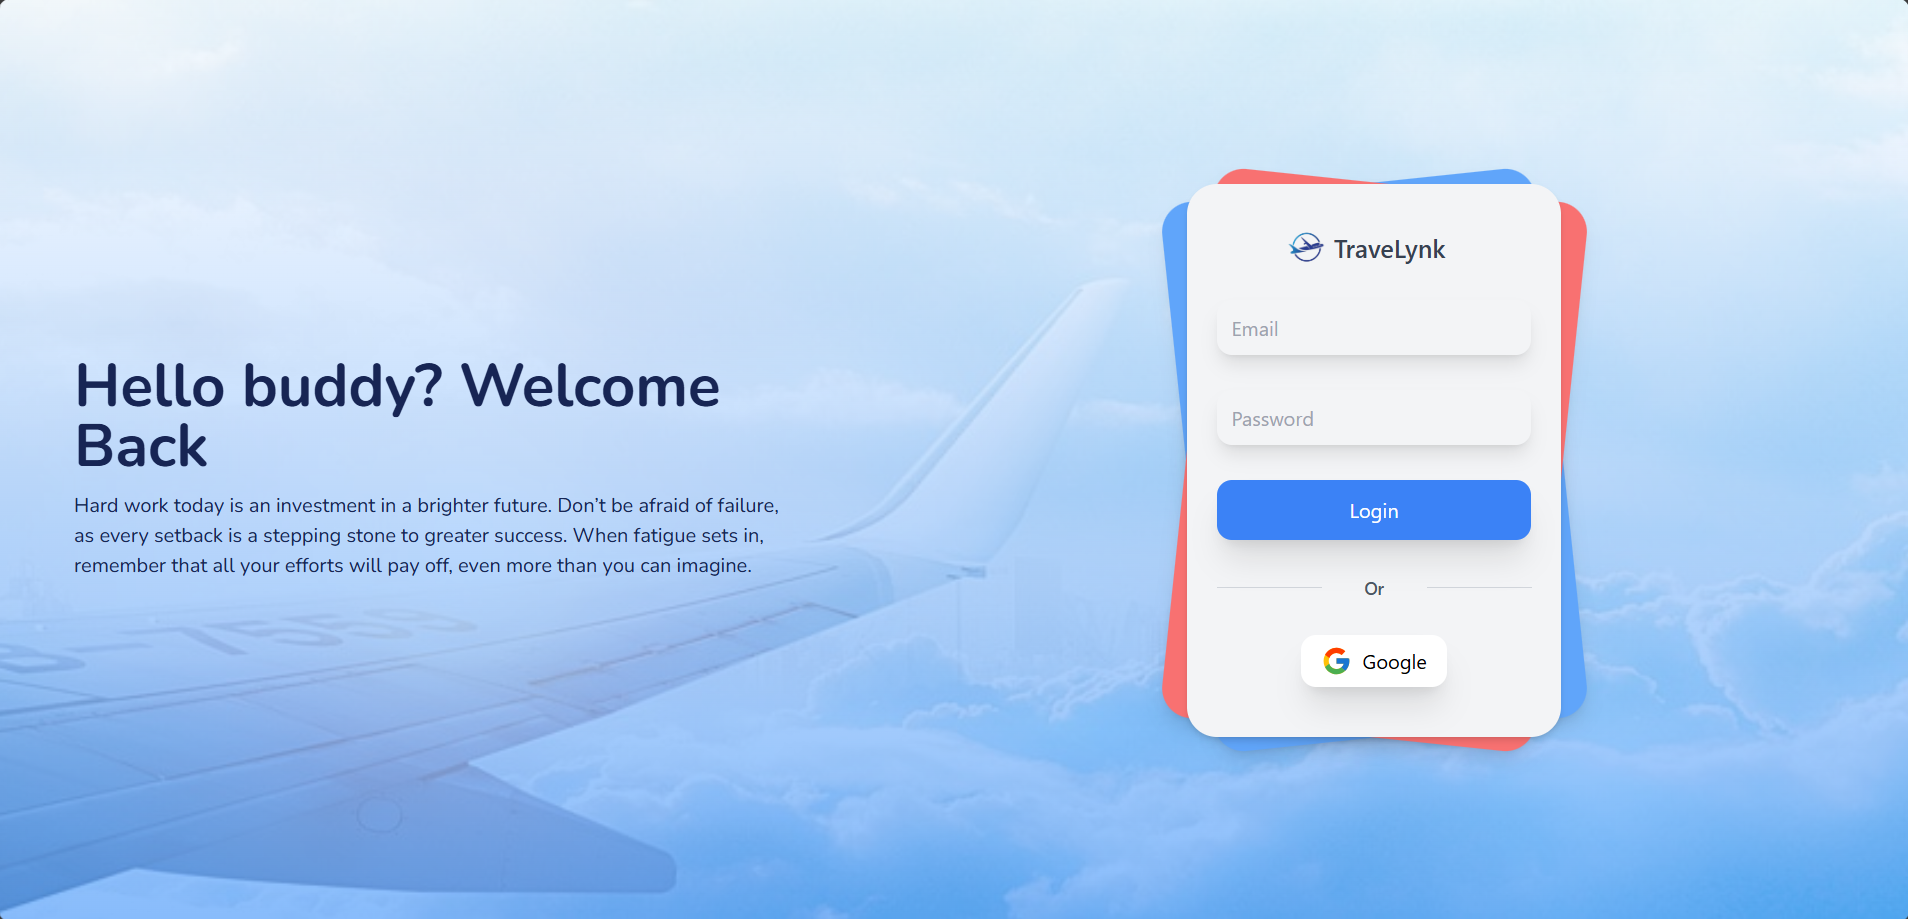 Hello buddy? Welcome
Back
Hard work today is an investment in a brighter future. Don’t be afraid of failure,
as every setback is a stepping stone to greater success. When fatigue sets in,
remember that all your efforts will pay off, even more than you can imagine.
B-7559
TraveLynk
Email
Password
Login
Or
Google